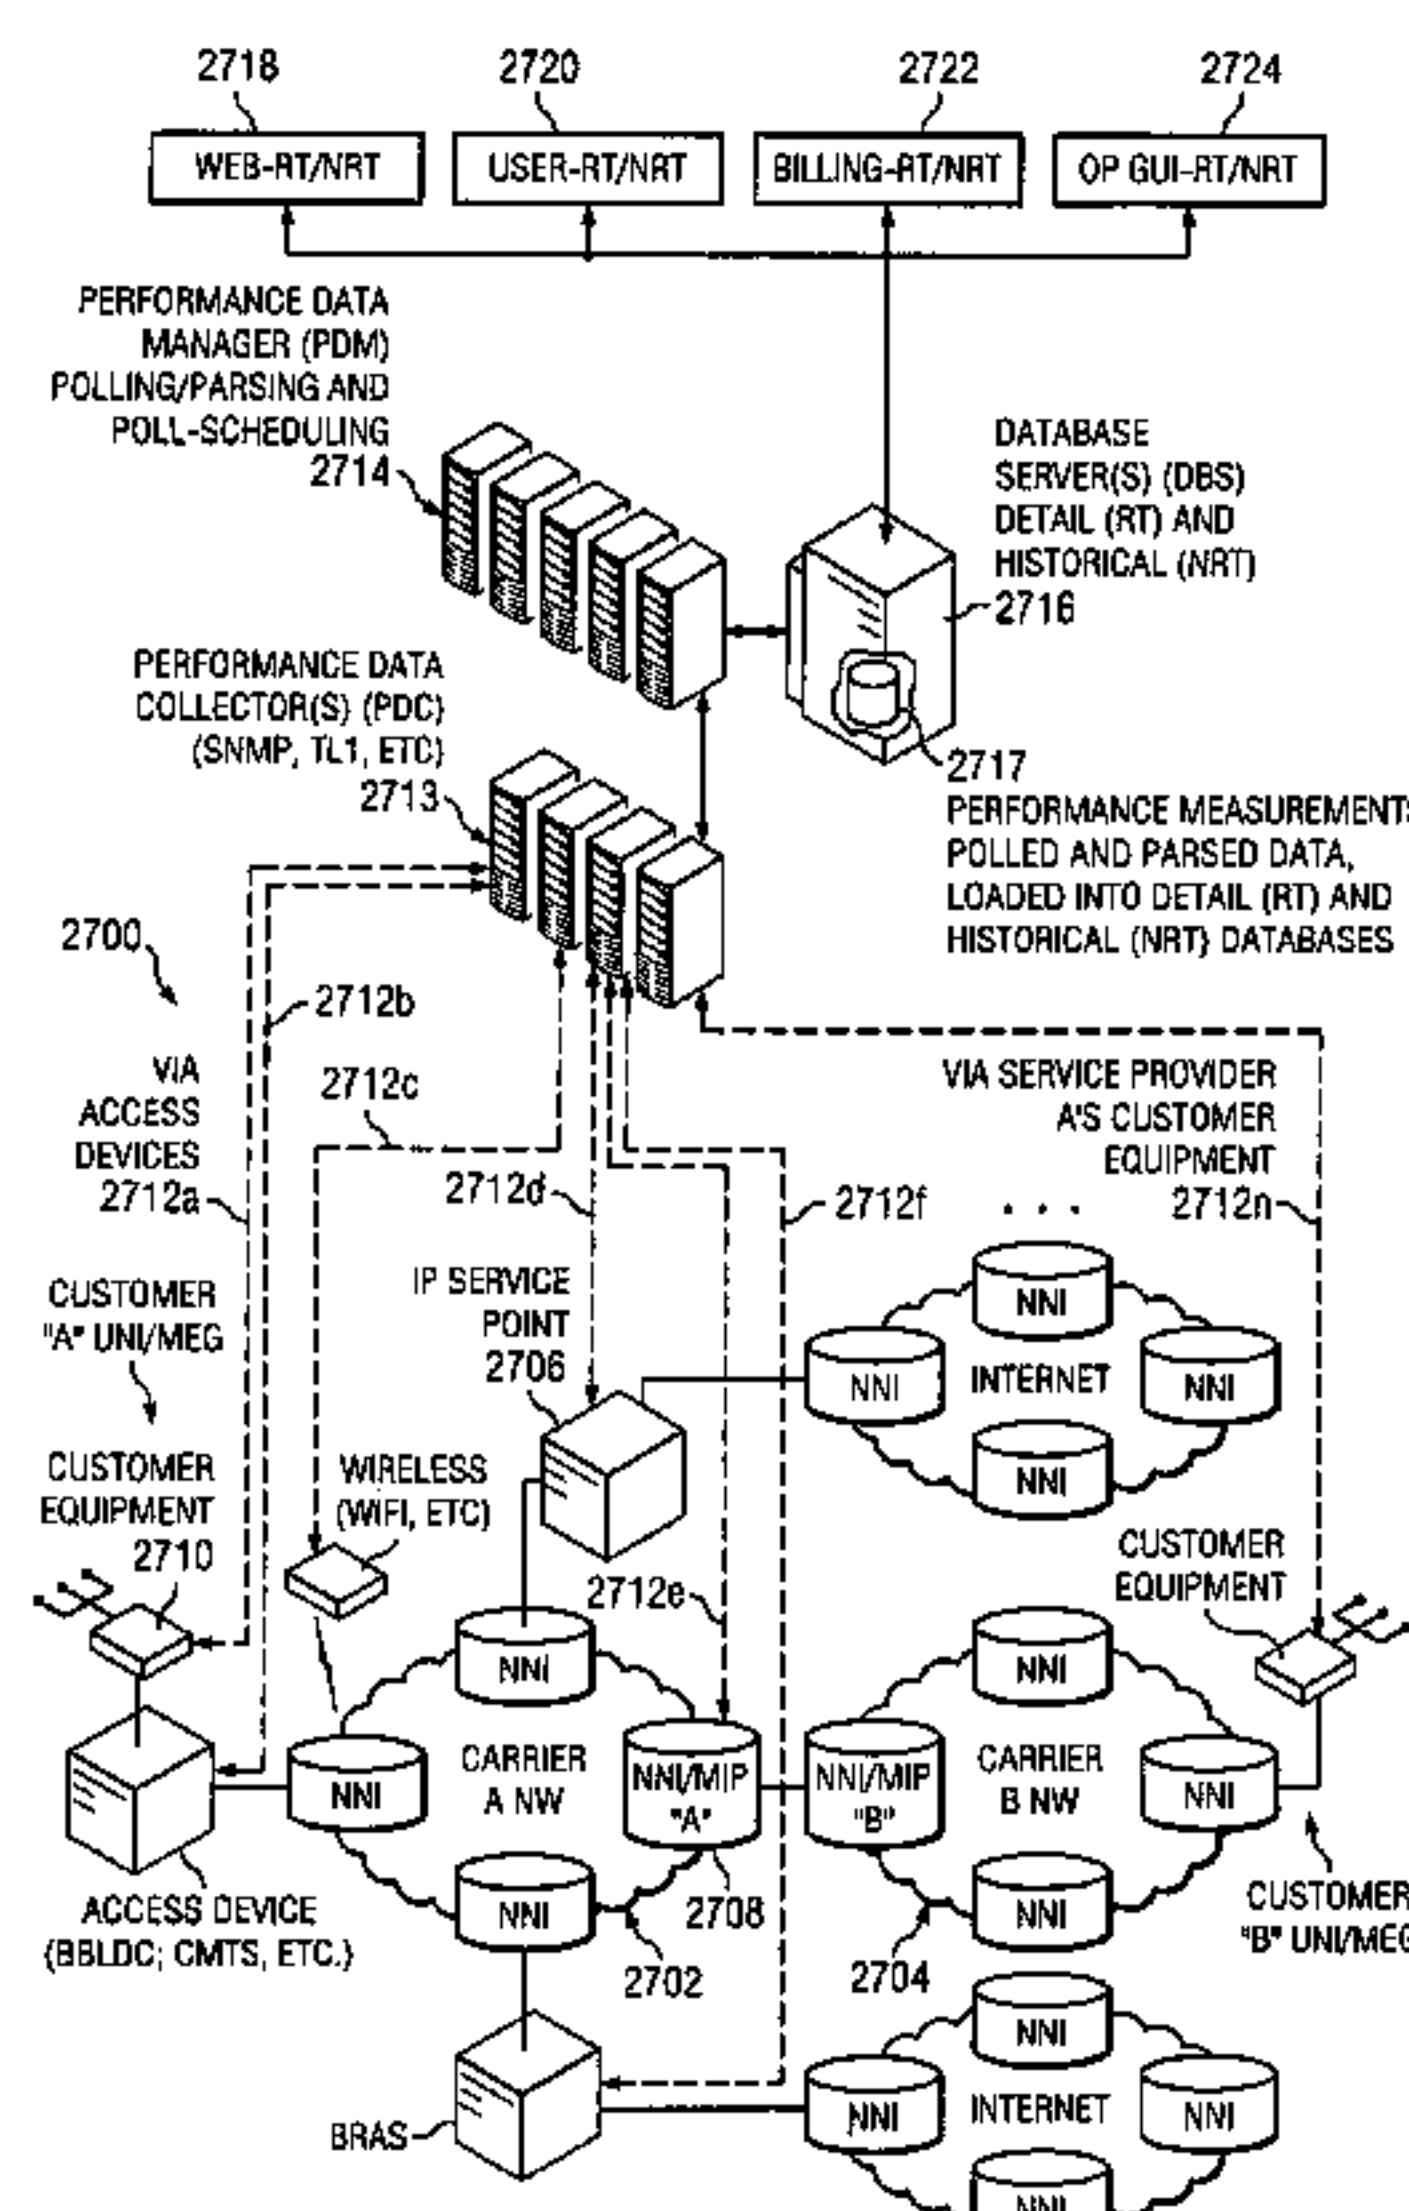 2718
2720
2722
2724
WEB-RT/NRT
USER-RT/NRT
BILLING-RT/NRT
OP GUI-RT/NRT
PERFORMANCE DATA
MANAGER (PDM)
POLLING/PARSING AND
POLL-SCHEDULING
2714
DATABASE
SERVER(S) (DBS)
DETAIL (RT) AND
HISTORICAL (NRT)
2716
PERFORMANCE DATA
COLLECTOR(S) (PDC)
(SNMP, TL1, ETC)
2713
2717
PERFORMANCE MEASUREMENTS
POLLED AND PARSED DATA,
LOADED INTO DETAIL (RT) AND
HISTORICAL (NRT) DATABASES
2700
2712b
VIA
ACCESS
DEVICES
2712a
2712c
2712d
2712f
VIA SERVICE PROVIDER
A'S CUSTOMER
EQUIPMENT
2712n
. . .
CUSTOMER
"A" UNI/MEG
IP SERVICE
POINT
2706
NNI
NNI
INTERNET
NNI
NNI
CUSTOMER
EQUIPMENT
2710
WIRELESS
(WIFI, ETC)
2712e
CUSTOMER
EQUIPMENT
NNI
NNI
NNI
CARRIER
A NW
NNI/MIP
"A"
NNI/MIP
"B"
CARRIER
B NW
NNI
NNI
NNI
2708
2702
2704
ACCESS DEVICE
(BBLDC; CMTS, ETC.)
CUSTOMER
"B" UNI/MEG
NNI
NNI
INTERNET
NNI
NNI
BRAS